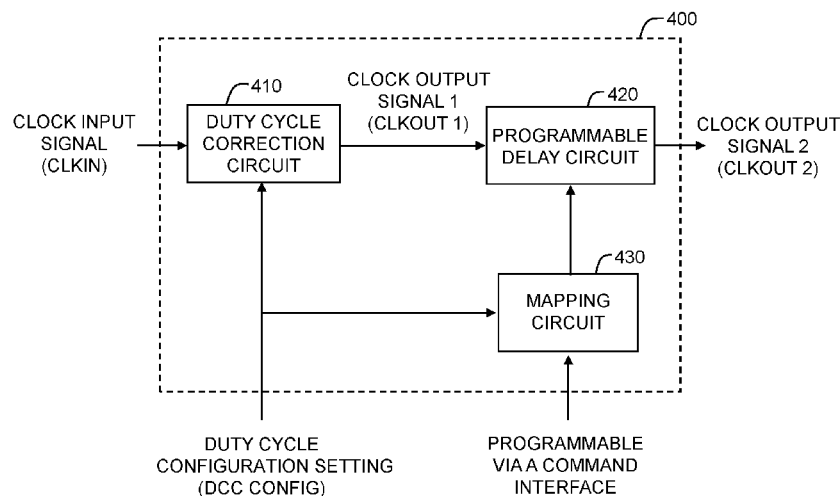 400
410
CLOCK OUTPUT
SIGNAL 1
(CLKOUT 1)
420
CLOCK INPUT
SIGNAL
(CLKIN)
DUTY CYCLE
CORRECTION
CIRCUIT
PROGRAMMABLE
DELAY CIRCUIT
CLOCK OUTPUT
SIGNAL 2
(CLKOUT 2)
430
MAPPING
CIRCUIT
DUTY CYCLE
CONFIGURATION SETTING
(DCC CONFIG)
PROGRAMMABLE
VIA A COMMAND
INTERFACE